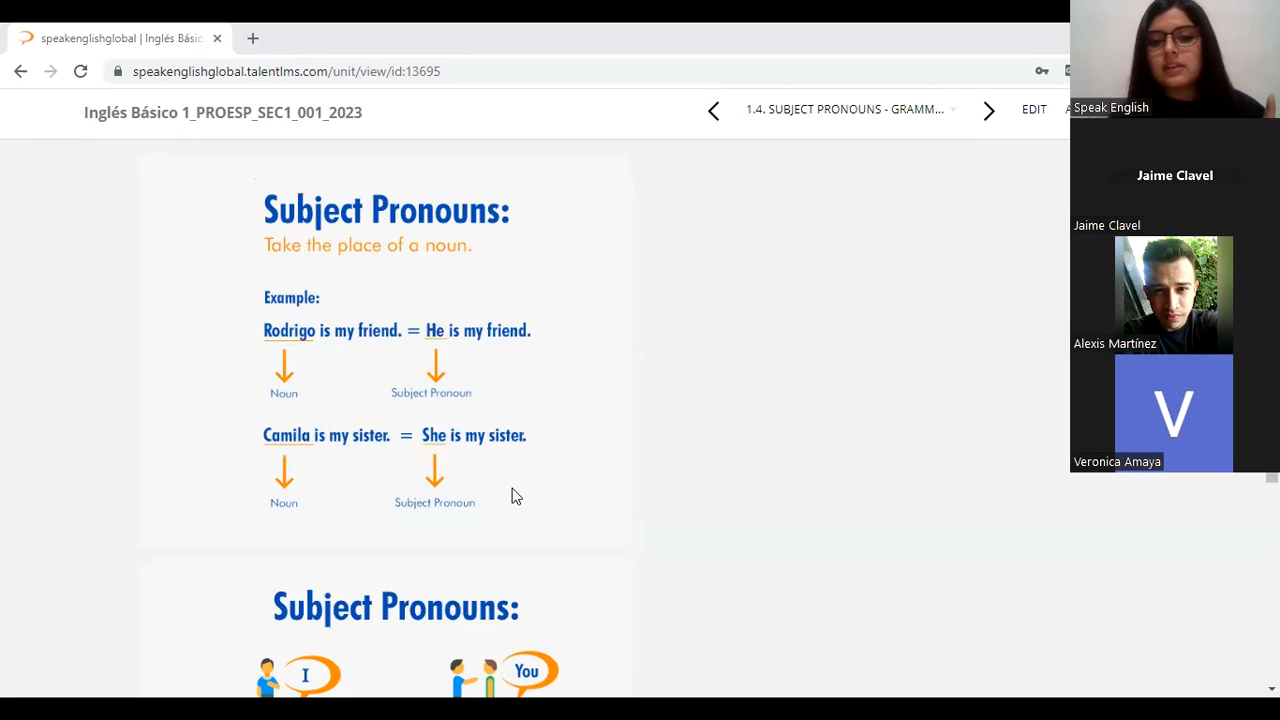 speakenglishglobal | Inglés Básic
speakenglishglobal.talentlms.com/unit/view/id:13695
Inglés Básico 1_PROESP_SEC1_001_2023
1.4. SUBJECT PRONOUNS - GRAMM...
EDIT
Speak English
Jaime Clavel
Jaime Clavel
Alexis Martínez
V
Veronica Amaya
Subject Pronouns:
Take the place of a noun.
Example:
Rodrigo is my friend. = He is my friend.
Noun Subject Pronoun
Camila is my sister. = She is my sister.
Noun Subject Pronoun
Subject Pronouns:
I You